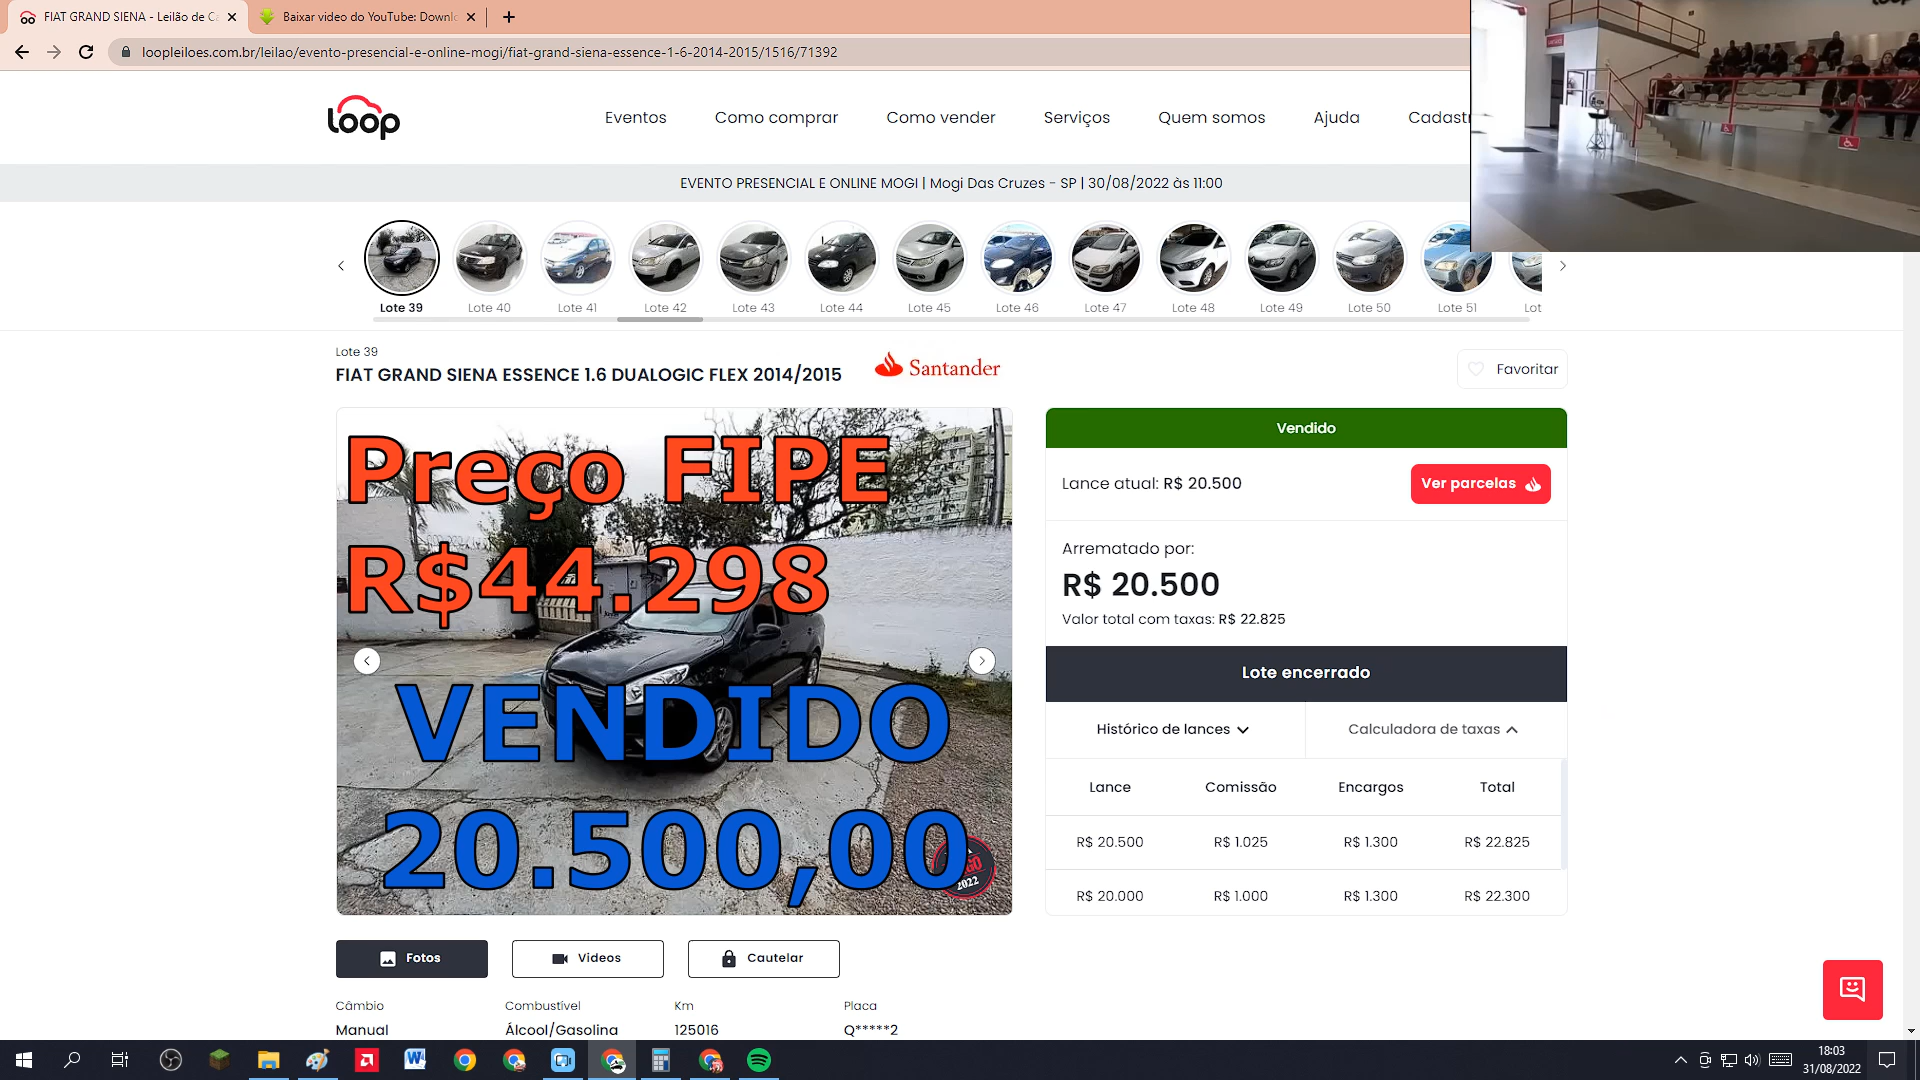 FIAT GRAND SIENA - Leilão de Ca
Baixar video do YouTube: Downlo
loopleiloes.com.br/leilao/evento-presencial-e-online-mogi/fiat-grand-siena-essence-1-6-2014-2015/1516/71392
loop
Eventos
Como comprar
Como vender
Serviços
Quem somos
Ajuda
Cadastr
EVENTO PRESENCIAL E ONLINE MOGI | Mogi Das Cruzes - SP | 30/08/2022 às 11:00
Lote 39
Lote 40
Lote 41
Lote 42
Lote 43
Lote 44
Lote 45
Lote 46
Lote 47
Lote 48
Lote 49
Lote 50
Lote 51
Lot
Lote 39
FIAT GRAND SIENA ESSENCE 1.6 DUALOGIC FLEX 2014/2015
Santander
Favoritar
Preço FIPE
R$44.298
VENDIDO
20.500,00
2022
Vendido
Lance atual: R$ 20.500
Ver parcelas
Arrematado por:
R$ 20.500
Valor total com taxas: R$ 22.825
Lote encerrado
Histórico de lances
Calculadora de taxas
Lance Comissão Encargos Total
R$ 20.500 R$ 1.025 R$ 1.300 R$ 22.825
R$ 20.000 R$ 1.000 R$ 1.300 R$ 22.300
Fotos
Videos
Cautelar
Câmbio
Manual
Combustível
Álcool/Gasolina
Km
125016
Placa
Q*****2
18:03
31/08/2022